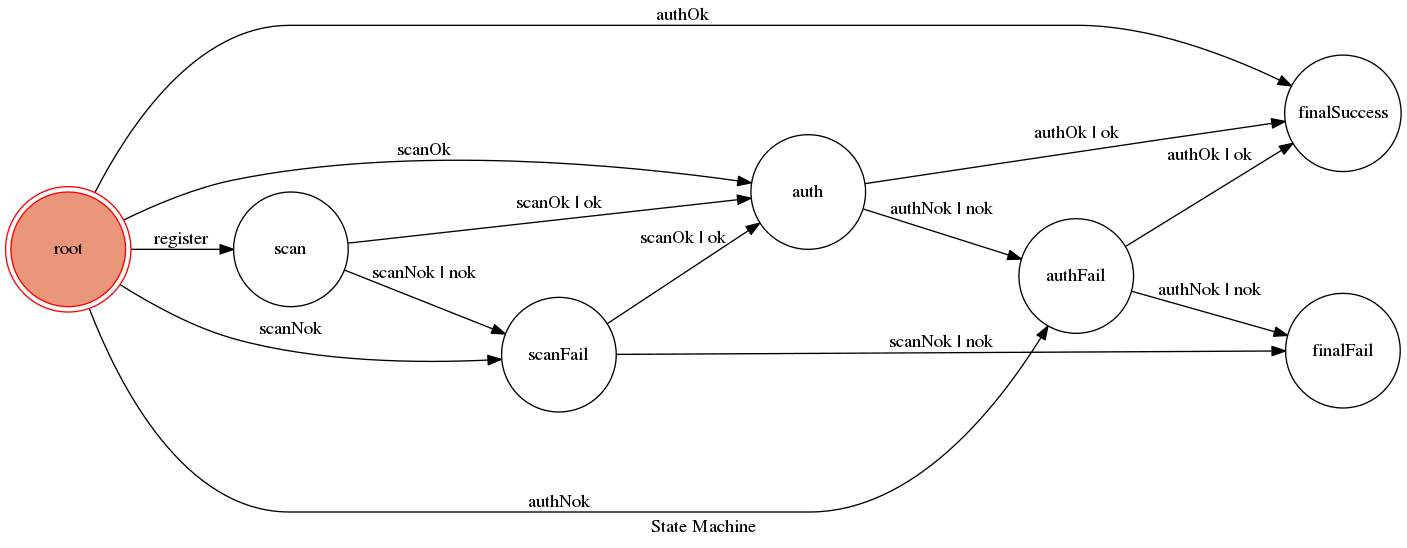 authOk
finalSuccess
authOk | ok
scanOk
authOk | ok
auth
scanOk | ok
authNok | nok
root
register
scan
scanOk | ok
scanNok | nok
authFail
authNok | nok
scanNok
scanFail
scanNok | nok
finalFail
authNok
State Machine